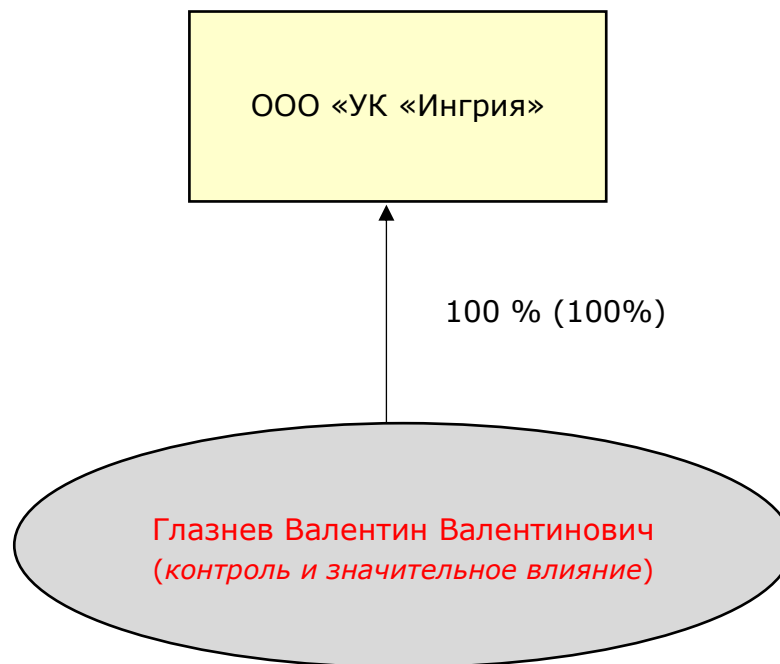 ООО «УК «Ингрия»
100 % (100%)
Глазнев Валентин Валентинович
(контроль и значительное влияние)